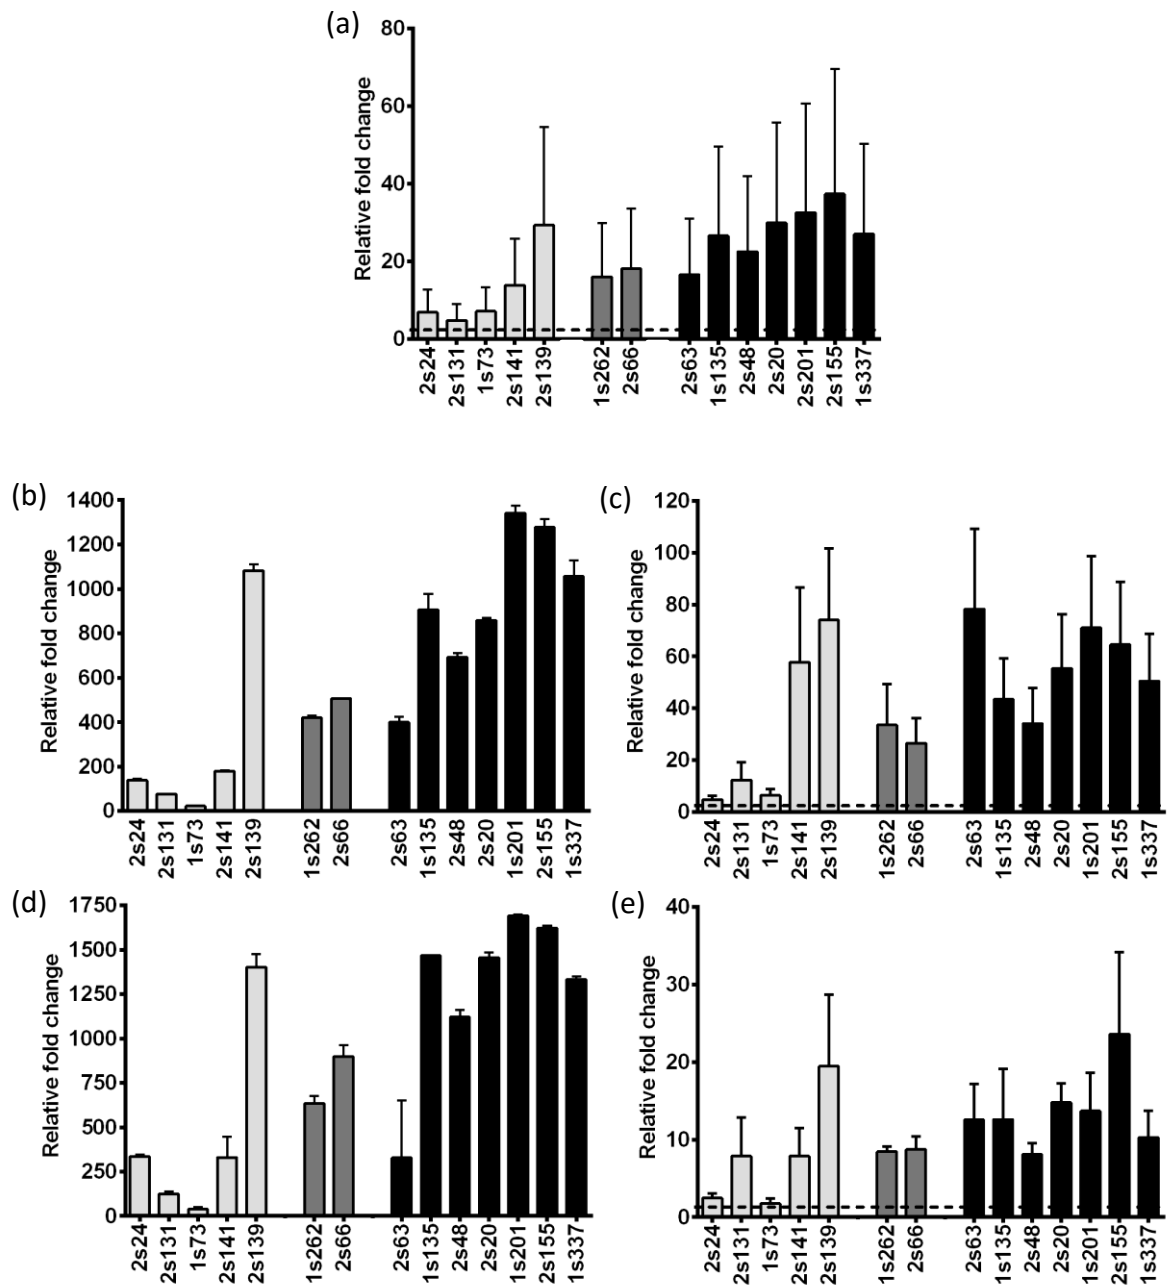 (a)
Relative fold change
80
60
40
20
0
2s24 2s131 1s73 2s141 2s139 1s262 2s66 2s63 1s135 2s48 2s20 2s201 2s155 1s337
(b)
Relative fold change
1400
1200
1000
800
600
400
200
0
2s24 2s131 1s73 2s141 2s139 1s262 2s66 2s63 1s135 2s48 2s20 1s201 2s155 1s337
(c)
Relative fold change
120
100
80
60
40
20
0
2s24 2s131 1s73 2s141 2s139 1s262 2s66 2s63 1s135 2s48 2s20 1s201 2s155 1s337
(d)
Relative fold change
1750
1500
1250
1000
750
500
250
0
2s24 2s131 1s73 2s141 2s139 1s262 2s66 2s63 1s135 2s48 2s20 1s201 2s155 1s337
(e)
Relative fold change
40
30
20
10
0
2s24 2s131 1s73 2s141 2s139 1s262 2s66 2s63 1s135 2s48 2s20 1s201 2s155 1s337